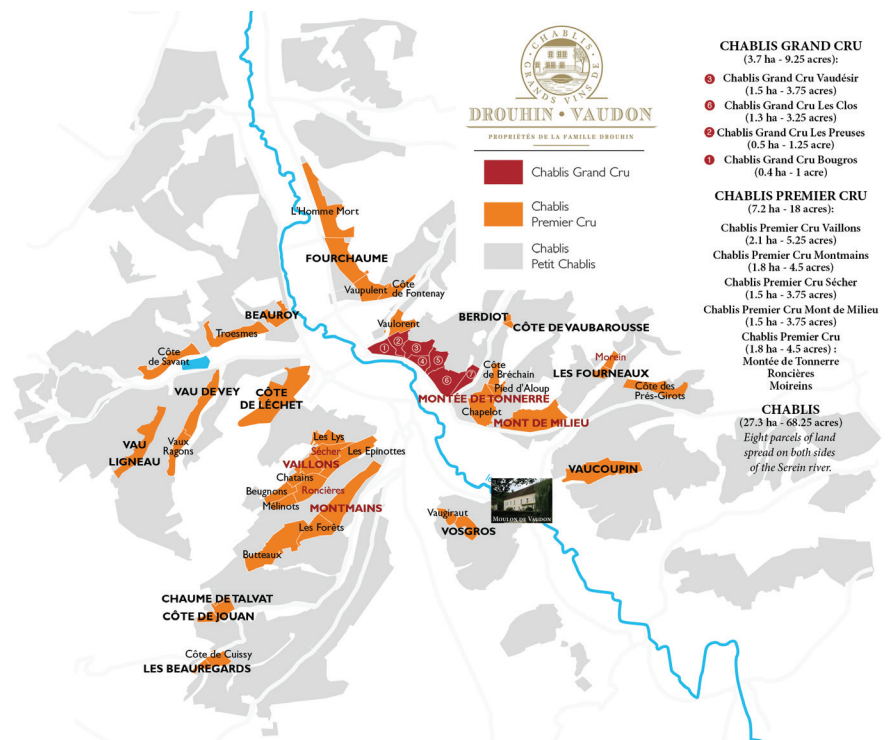 CHABLIS
GRANDS VINS DE
DROUHIN • VAUDON
PROPRIÉTÉS DE LA FAMILLE DROUHIN
Chablis Grand Cru
Chablis
Premier Cru
Chablis
Petit Chablis
CHABLIS GRAND CRU
(3.7 ha - 9.25 acres):
3 Chablis Grand Cru Vaudésir
(1.5 ha - 3.75 acres)
6 Chablis Grand Cru Les Clos
(1.3 ha - 3.25 acres)
2 Chablis Grand Cru Les Preuses
(0.5 ha - 1.25 acre)
1 Chablis Grand Cru Bougros
(0.4 ha - 1 acre)
CHABLIS PREMIER CRU
(7.2 ha - 18 acres):
Chablis Premier Cru Vaillons
(2.1 ha - 5.25 acres)
Chablis Premier Cru Montmains
(1.8 ha - 4.5 acres)
Chablis Premier Cru Sécher
(1.5 ha - 3.75 acres)
Chablis Premier Cru Mont de Milieu
(1.5 ha - 3.75 acres)
Chablis Premier Cru
(1.8 ha - 4.5 acres) :
Montée de Tonnerre
Roncières
Moireins
CHABLIS
(27.3 ha - 68.25 acres)
Eight parcels of land
spread on both sides
of the Serein river.
L'Homme Mort
FOURCHAUME
Vaupulent
Côte
de Fontenay
BEAUROY
Troesmes
Vaulorent
BERDIOT
CÔTE DE VAUBAROUSSE
Côte
de Savant
1
2
3
4
5
6
7
Côte
de Bréchain
Pied d'Aloup
Morein
LES FOURNEAUX
Côte des
Prés-Girots
VAU DE VEY
CÔTE
DE LÉCHET
MONTÉE DE TONNERRE
Chapelot
MONT DE MILIEU
VAU
LIGNEAU
Vaux
Ragons
Les Lys
Sécher
Les Epinottes
VAILLONS
Chatains
Beugnons
Roncières
Mélinots
MONTMAINS
VAUCOUPIN
MOULON DE VAUDON
Vaugiraut
VOSGROS
Les Forêts
Butteaux
CHAUME DE TALVAT
CÔTE DE JOUAN
Côte de Cuissy
LES BEAUREGARDS